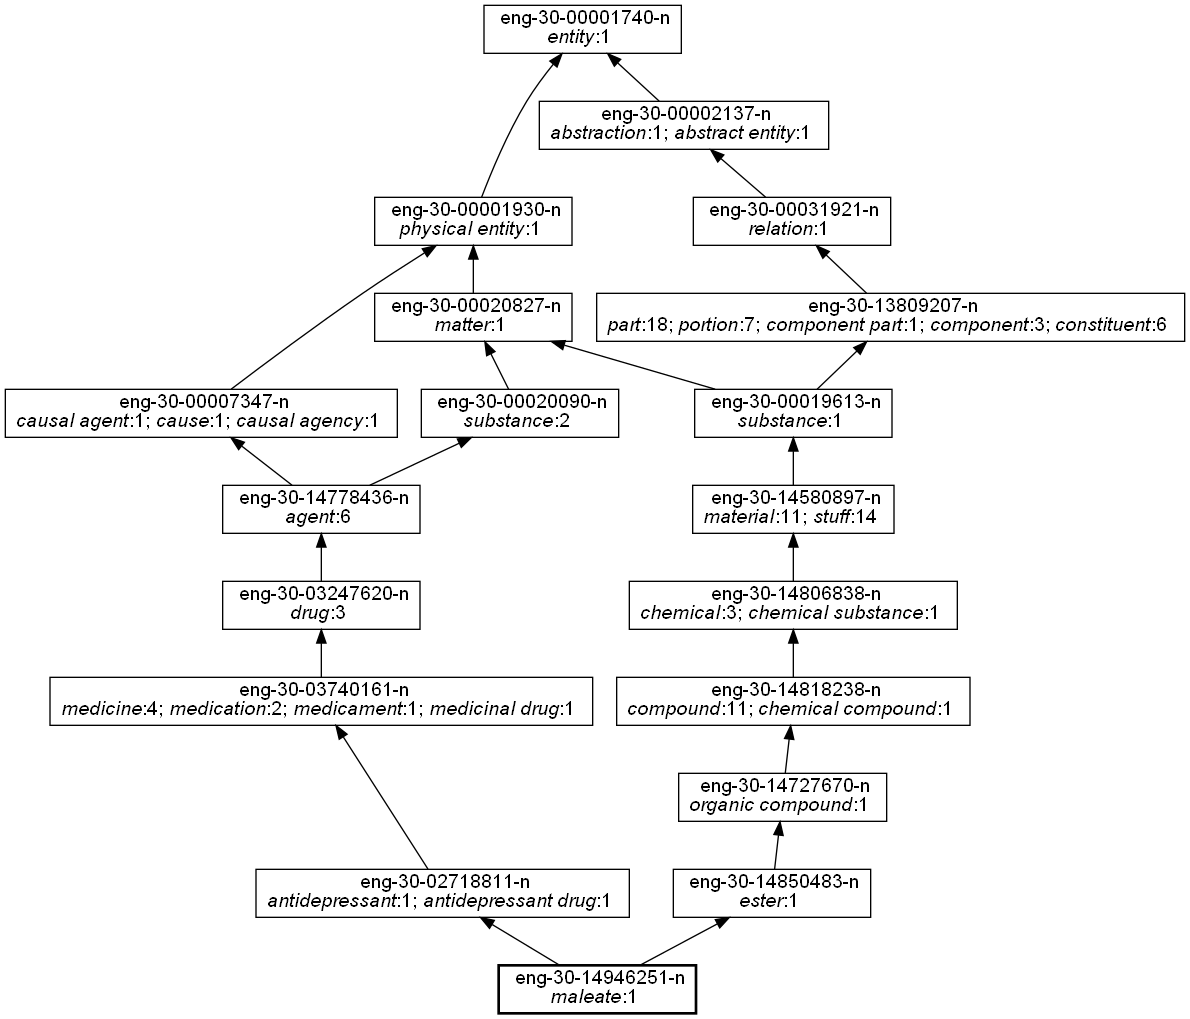 eng-30-00001740-n
entity:1
eng-30-00002137-n
abstraction:1; abstract entity:1
eng-30-00001930-n
physical entity:1
eng-30-00031921-n
relation:1
eng-30-00020827-n
matter:1
eng-30-13809207-n
part:18; portion:7; component part:1; component:3; constituent:6
eng-30-00007347-n
causal agent:1; cause:1; causal agency:1
eng-30-00020090-n
substance:2
eng-30-00019613-n
substance:1
eng-30-14778436-n
agent:6
eng-30-14580897-n
material:11; stuff:14
eng-30-03247620-n
drug:3
eng-30-14806838-n
chemical:3; chemical substance:1
eng-30-03740161-n
medicine:4; medication:2; medicament:1; medicinal drug:1
eng-30-14818238-n
compound:11; chemical compound:1
eng-30-14727670-n
organic compound:1
eng-30-02718811-n
antidepressant:1; antidepressant drug:1
eng-30-14850483-n
ester:1
eng-30-14946251-n
maleate:1